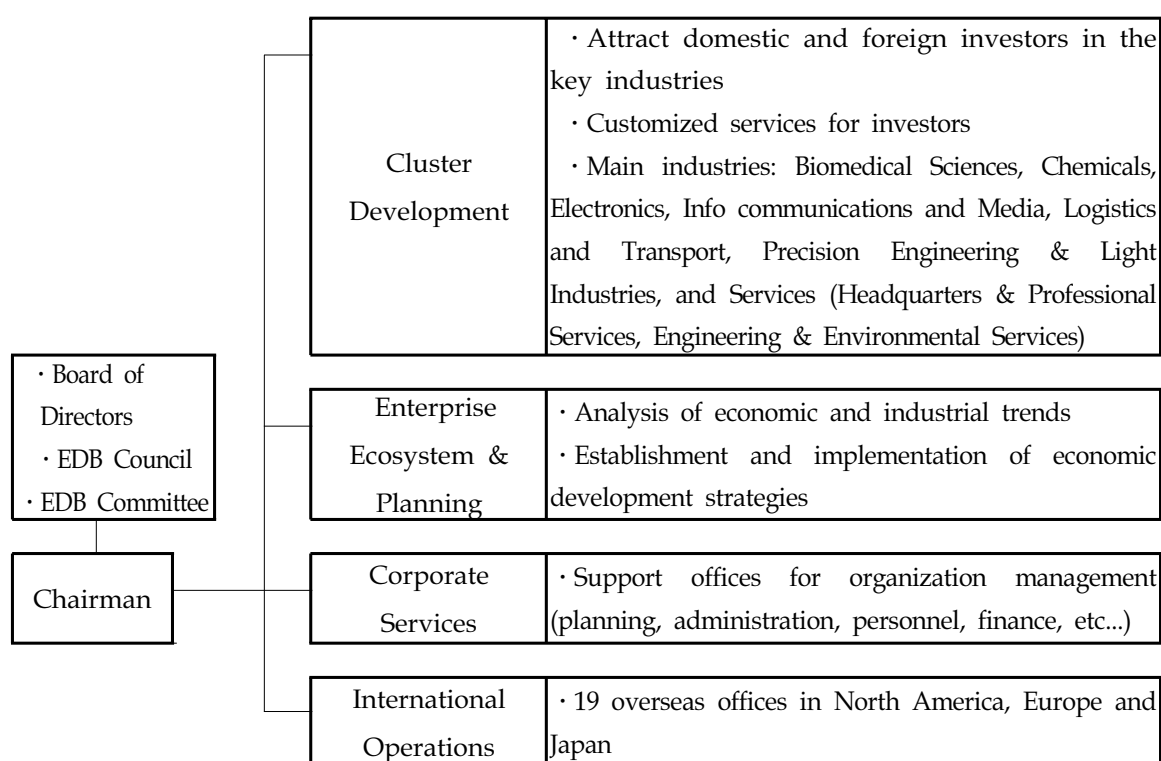 · Board of
Directors
· EDB Council
· EDB Committee
Chairman
Cluster
Development
· Attract domestic and foreign investors in the
key industries
· Customized services for investors
· Main industries: Biomedical Sciences, Chemicals,
Electronics, Info communications and Media, Logistics
and Transport, Precision Engineering & Light
Industries, and Services (Headquarters & Professional
Services, Engineering & Environmental Services)
Enterprise
Ecosystem &
Planning
· Analysis of economic and industrial trends
· Establishment and implementation of economic
development strategies
Corporate
Services
· Support offices for organization management
(planning, administration, personnel, finance, etc...)
International
Operations
· 19 overseas offices in North America, Europe and
Japan